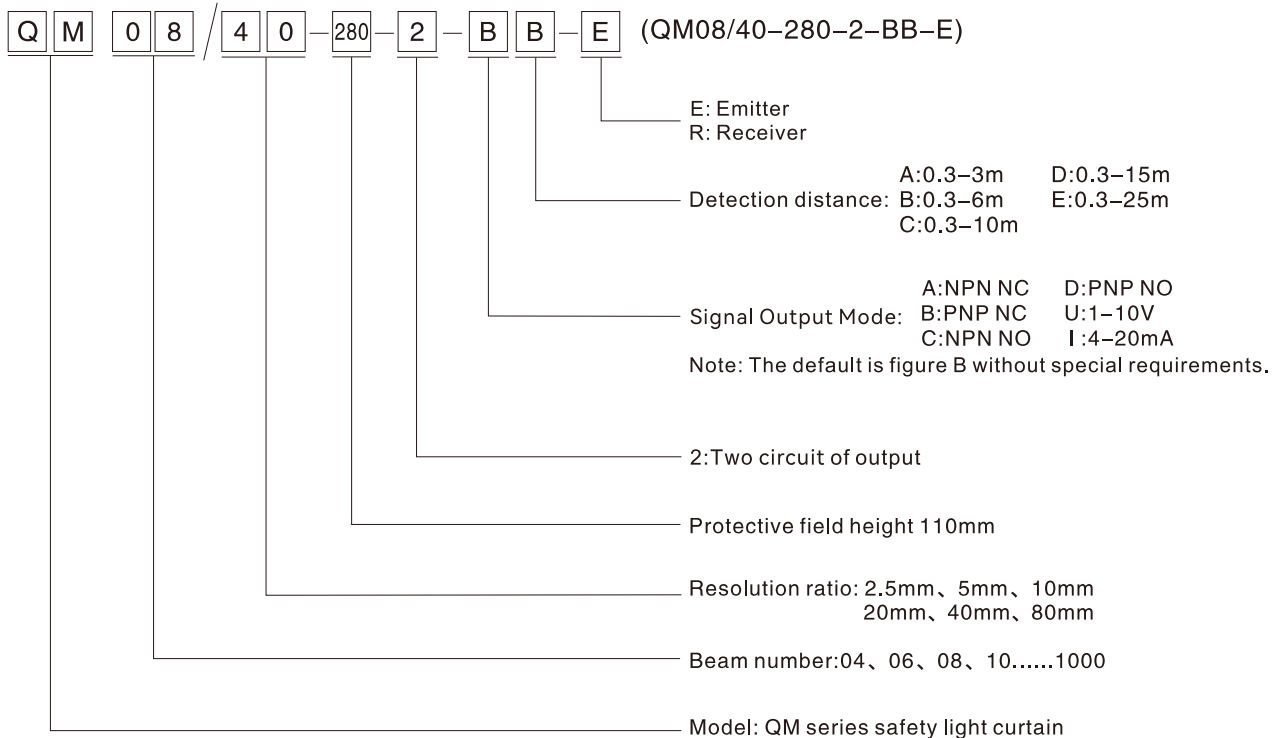 QM 08/40-280-2-BB-E (QM08/40-280-2-BB-E)
E: Emitter
R: Receiver
A:0.3-3m D:0.3-15m
Detection distance: B:0.3-6m E:0.3-25m
C:0.3-10m
A:NPN NC D:PNP NO
Signal Output Mode: B:PNP NC U:1-10V
C:NPN NO I:4-20mA
Note: The default is figure B without special requirements.
2:Two circuit of output
Protective field height 110mm
Resolution ratio: 2.5mm、5mm、10mm
20mm、40mm、80mm
Beam number:04、06、08、10......1000
Model: QM series safety light curtain